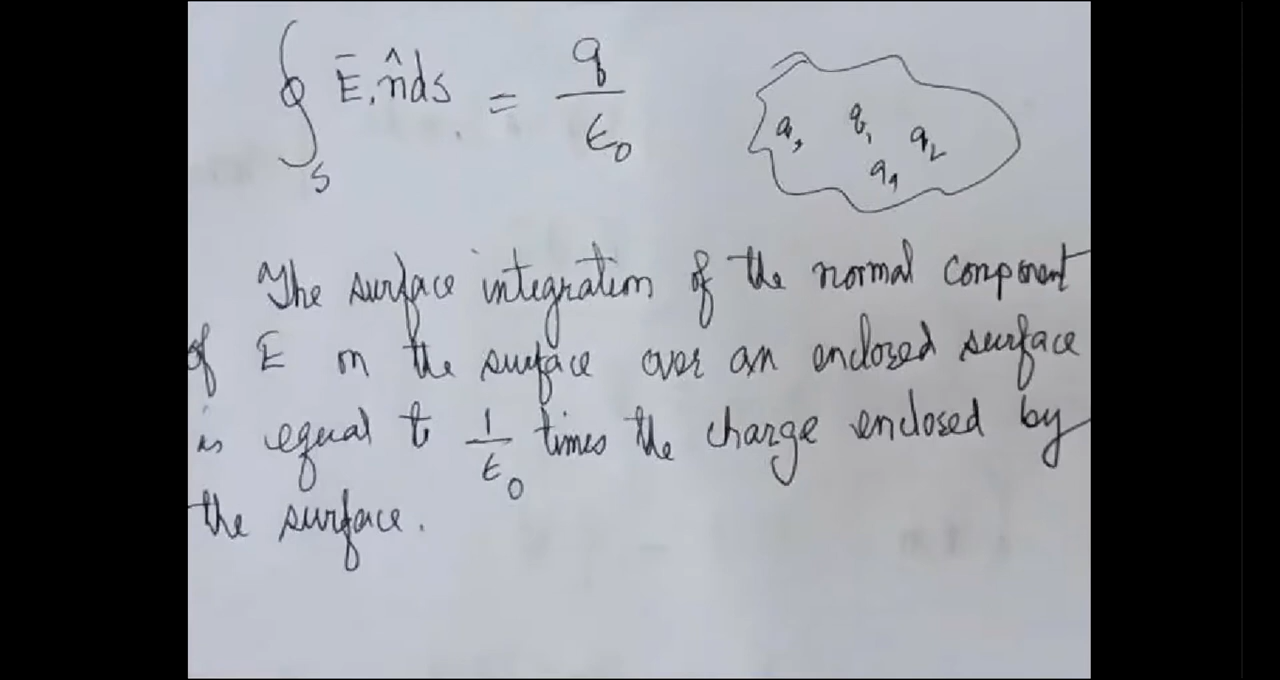 ∮_S Ē.n̂ds = q/ε₀
q₃ q₁ q₂
q₄
The surface integration of the normal component
of E on the surface over an enclosed surface
is equal to 1/ε₀ times the charge enclosed by
the surface.